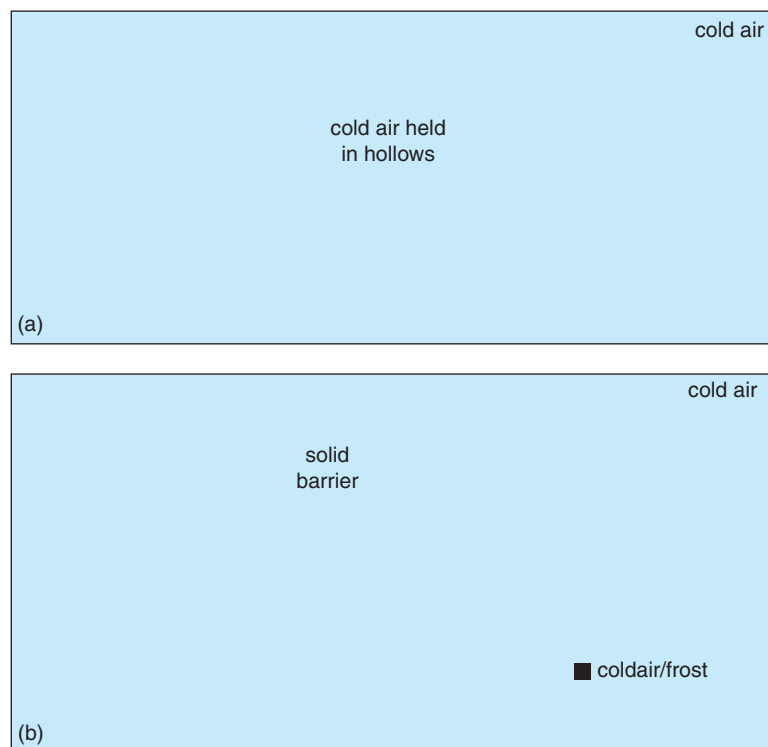 cold air
cold air held
in hollows
(a)
cold air
solid
barrier
coldair/frost
(b)